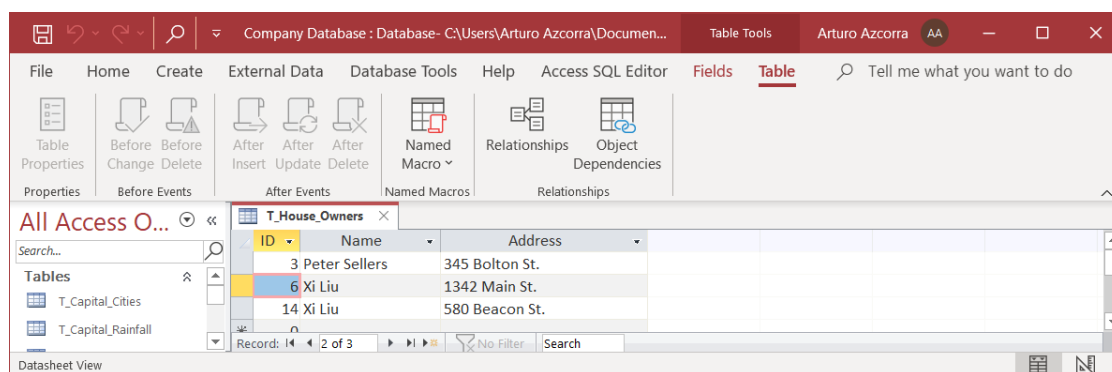 Company Database : Database- C:\Users\Arturo Azcorra\Documen...
Table Tools
Arturo Azcorra
AA
File Home Create External Data Database Tools Help Access SQL Editor Fields Table Tell me what you want to do
Table Properties
Before Change
Before Delete
After Insert
After Update
After Delete
Named Macro
Relationships
Object Dependencies
Properties
Before Events
After Events
Named Macros
Relationships
All Access O...
Search...
Tables
T_Capital_Cities
T_Capital_Rainfall
T_House_Owners
ID Name Address
3 Peter Sellers 345 Bolton St.
6 Xi Liu 1342 Main St.
14 Xi Liu 580 Beacon St.
0
Record: 2 of 3 No Filter Search
Datasheet View